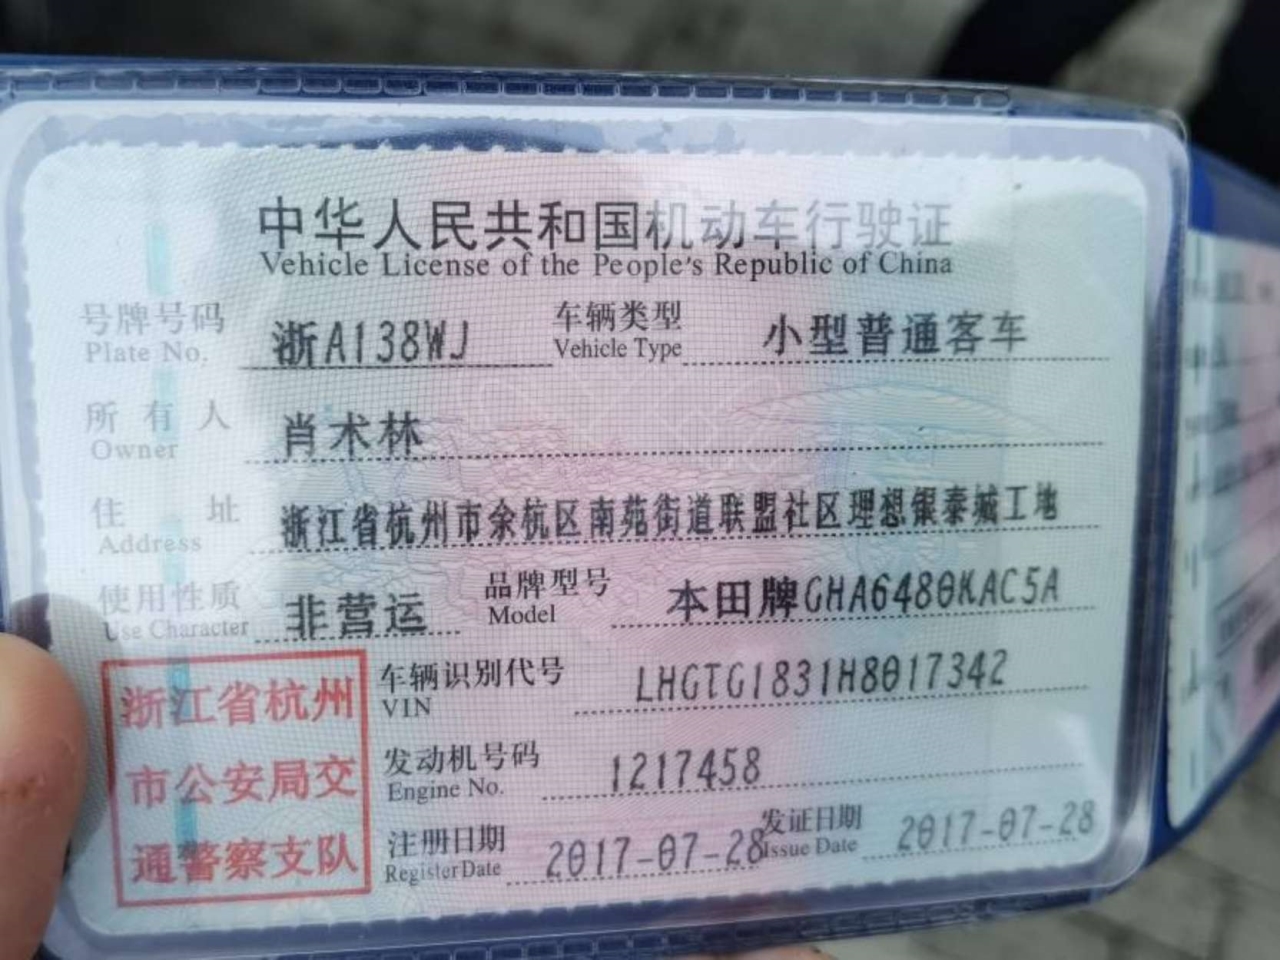 中华人民共和国机动车行驶证
Vehicle License of the People's Republic of China
号牌号码 浙A138WJ 车辆类型 小型普通客车
Plate No. Vehicle Type
所有人 肖术林
Owner
住址 浙江省杭州市余杭区南苑街道联盟社区理想银泰城工地
Address
使用性质 非营运 品牌型号 本田牌GHA6480KAC5A
Use Character Model
浙江省杭州
市公安局交
通警察支队
车辆识别代号 LHGTG1831H8017342
VIN
发动机号码 1217458
Engine No.
注册日期 2017-07-28 发证日期 2017-07-28
Register Date Issue Date